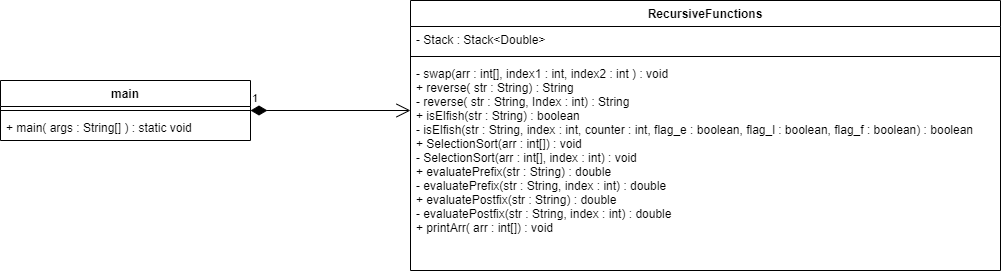 RecursiveFunctions
- Stack : Stack<Double>
- swap(arr : int[], index1 : int, index2 : int ) : void
+ reverse( str : String) : String
- reverse( str : String, Index : int) : String
+ isElfish(str : String) : boolean
- isElfish(str : String, index : int, counter : int, flag_e : boolean, flag_l : boolean, flag_f : boolean) : boolean
+ SelectionSort(arr : int[]) : void
- SelectionSort(arr : int[], index : int) : void
+ evaluatePrefix(str : String) : double
- evaluatePrefix(str : String, index : int) : double
+ evaluatePostfix(str : String) : double
- evaluatePostfix(str : String, index : int) : double
+ printArr( arr : int[]) : void
main
+ main( args : String[] ) : static void
1